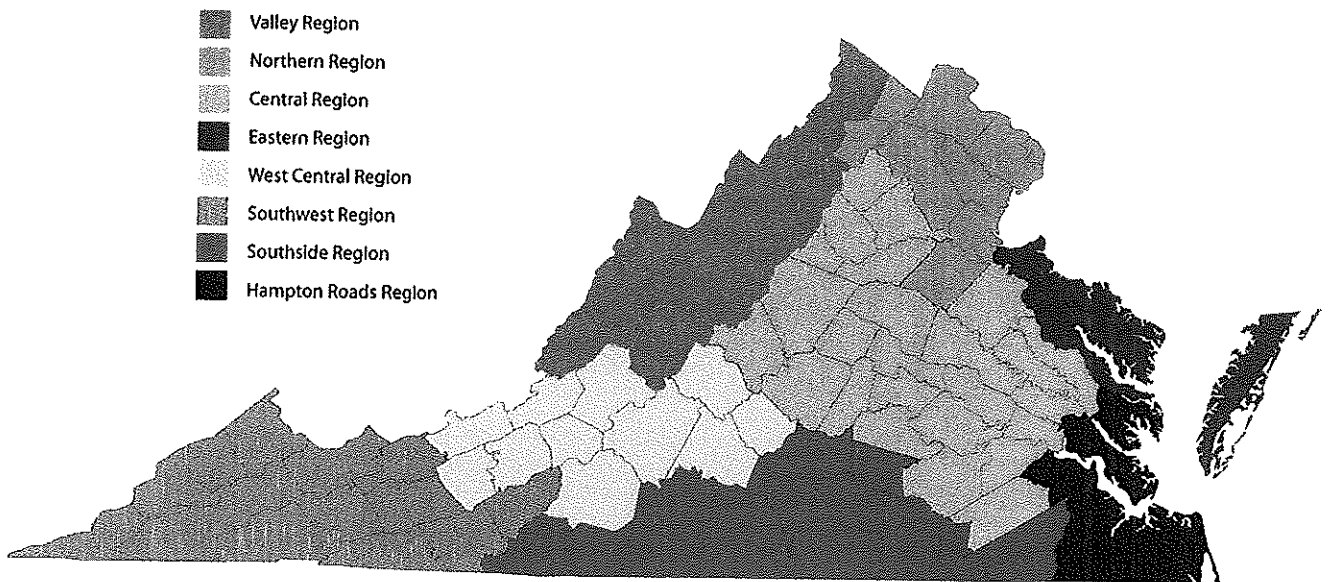 Valley Region
Northern Region
Central Region
Eastern Region
West Central Region
Southwest Region
Southside Region
Hampton Roads Region